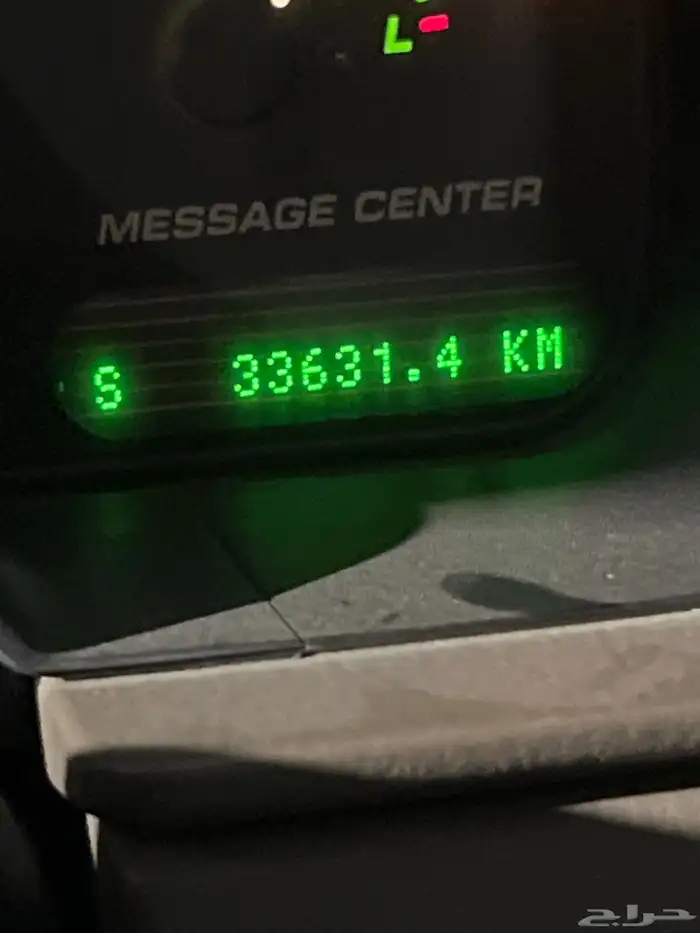 L
MESSAGE CENTER
S 33631.4 KM
حراج